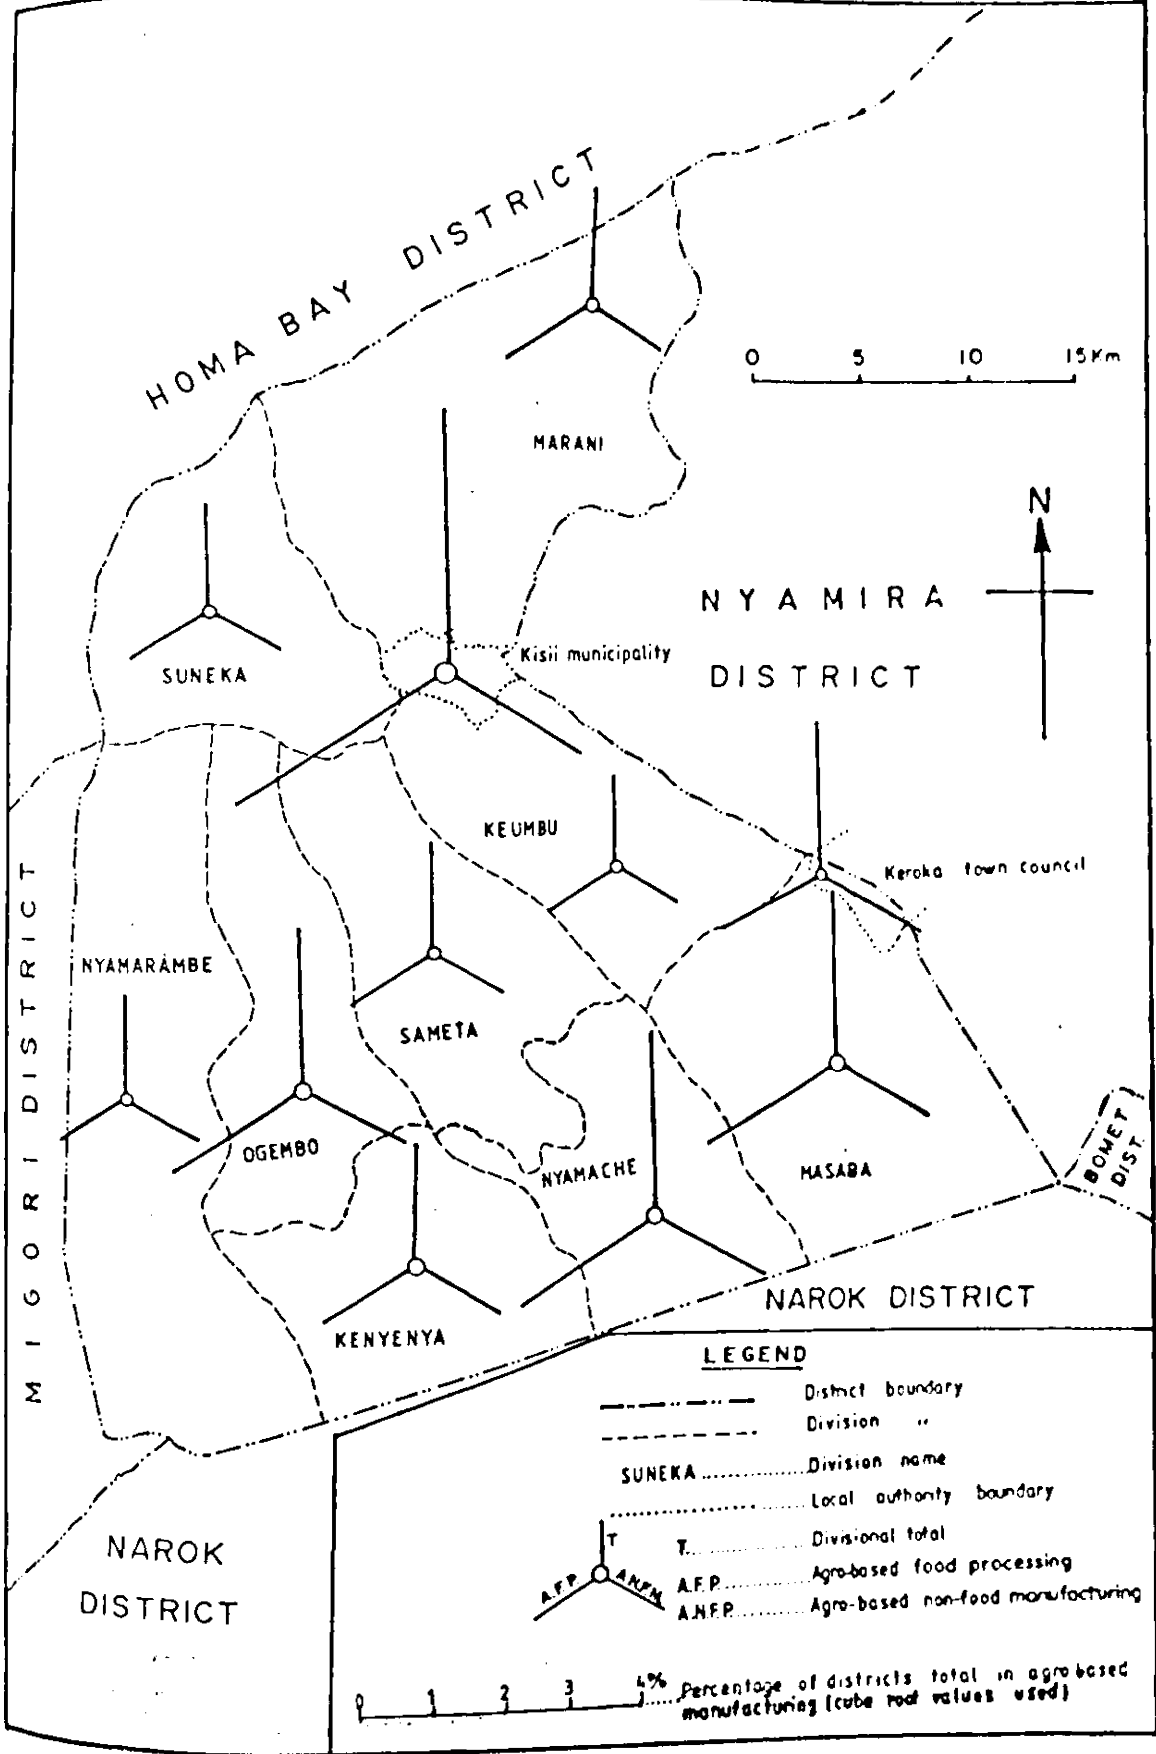 HOMA BAY DISTRICT
0 5 10 15 Km
MARANI
N
NYAMIRA
DISTRICT
Kisii municipality
SUNEKA
KEUMBU
Keroka town council
MIGORI DISTRICT
NYAMARAMBE
SAMETA
OGEMBO
NYAMACHE
MASABA
BOMET
DIST.
KENYENYA
NAROK DISTRICT
LEGEND
District boundary
Division "
SUNEKA ............... Division name
............... Local authority boundary
T
T. ............... Divisional total
A.F.P. A.N.F.M
A.F.P. ............... Agro-based food processing
A.N.F.P. ............... Agro-based non-food manufacturing
NAROK
DISTRICT
0 1 2 3 4% ..... Percentage of districts total in agrobased
manufacturing (cube root values used)